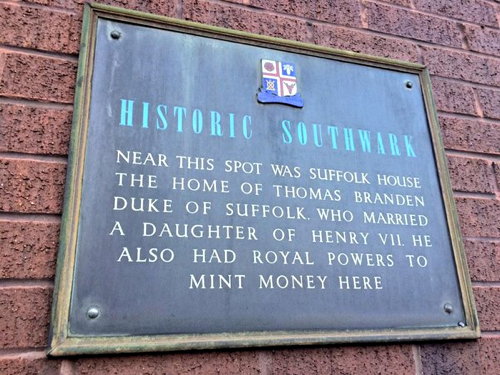 HISTORIC SOUTHWARK
NEAR THIS SPOT WAS SUFFOLK HOUSE
THE HOME OF THOMAS BRANDEN
DUKE OF SUFFOLK. WHO MARRIED
A DAUGHTER OF HENRY VII. HE
ALSO HAD ROYAL POWERS TO
MINT MONEY HERE